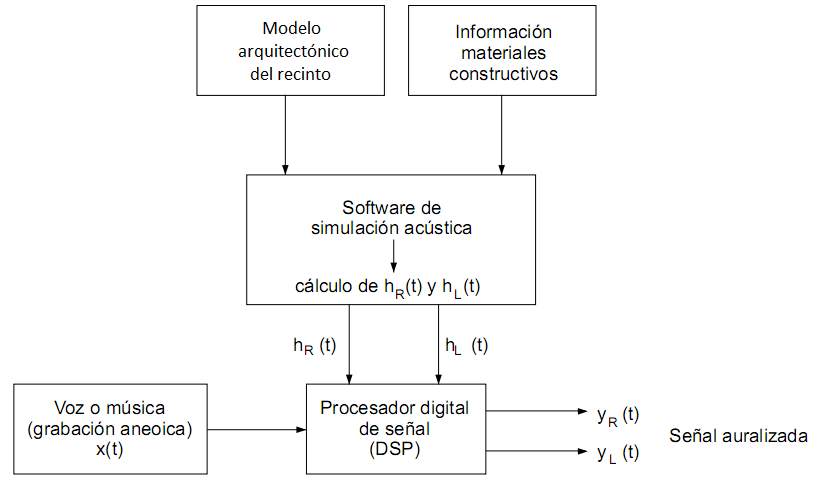 Modelo
arquitectónico
del recinto
Información
materiales
constructivos
Software de
simulación acústica
cálculo de hR(t) y hL(t)
hR (t)
hL (t)
Voz o música
(grabación aneoica)
x(t)
Procesador digital
de señal
(DSP)
yR (t)
yL (t)
Señal auralizada